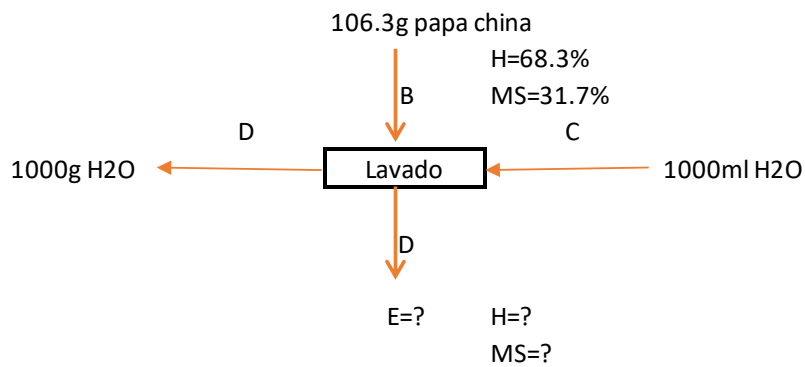 106.3g papa china
H=68.3%
B
MS=31.7%
D
C
1000g H2O
Lavado
1000ml H2O
D
E=?
H=?
MS=?